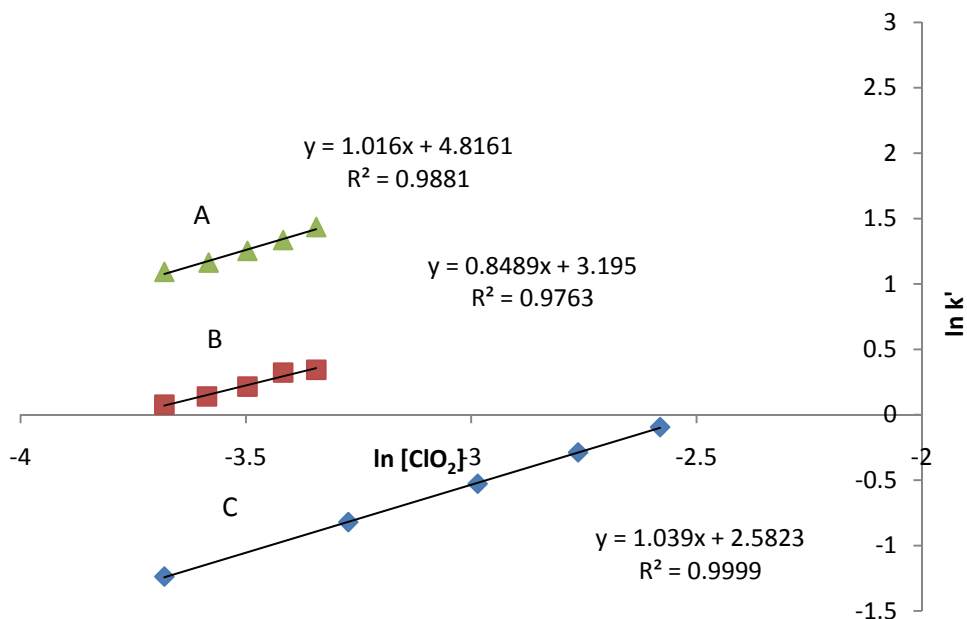 3
2.5
2
1.5
1
0.5
0
-0.5
-1
-1.5
ln k'
y = 1.016x + 4.8161
R² = 0.9881
A
y = 0.8489x + 3.195
R² = 0.9763
B
-4
-3.5
-3
-2.5
-2
ln [ClO₂]
C
y = 1.039x + 2.5823
R² = 0.9999